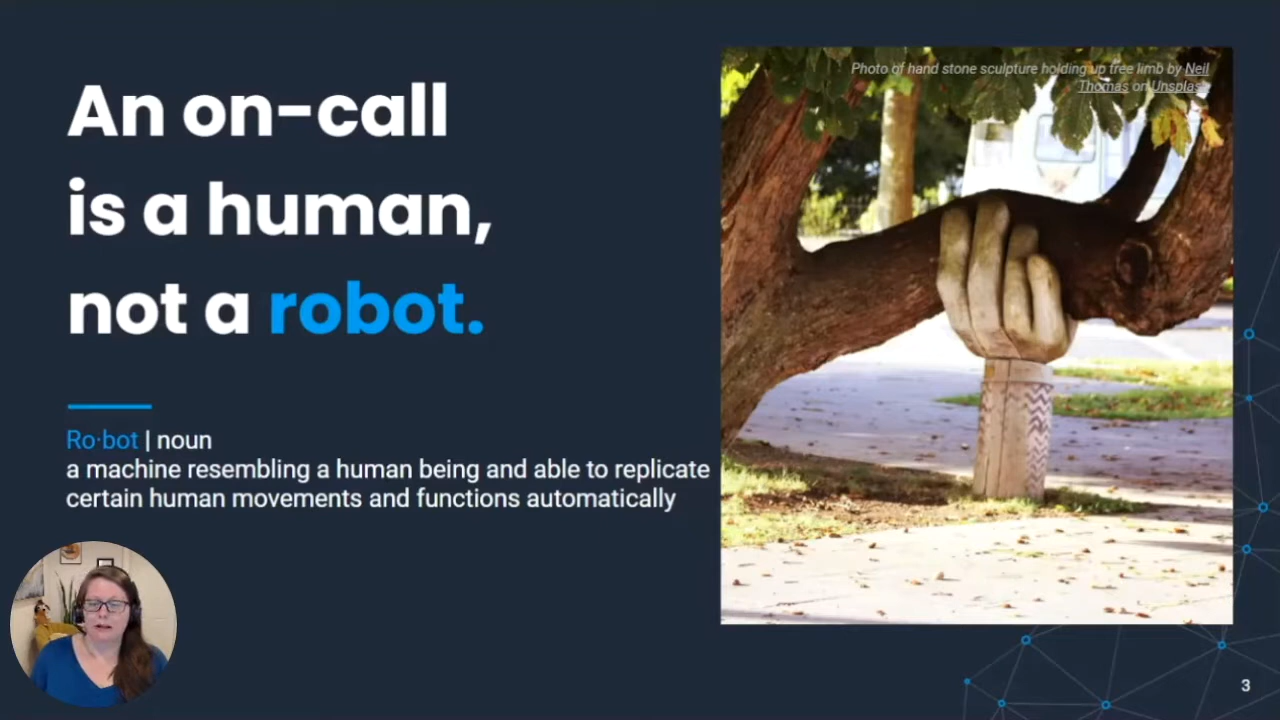 An on-call
is a human,
not a robot.
Ro·bot | noun
a machine resembling a human being and able to replicate
certain human movements and functions automatically
Photo of hand stone sculpture holding up tree limb by Neil
Thomas on Unsplash
3